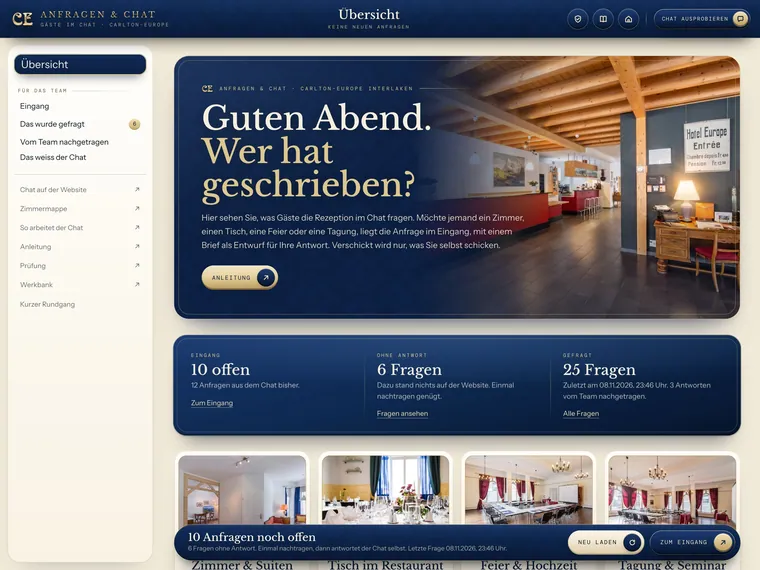 CE
ANFRAGEN & CHAT
GÄSTE IM CHAT · CARLTON-EUROPE
Übersicht
KEINE NEUEN ANFRAGEN
CHAT AUSPROBIEREN
Übersicht
FÜR DAS TEAM
Eingang
Das wurde gefragt
6
Vom Team nachgetragen
Das weiss der Chat
Chat auf der Website
Zimmermappe
So arbeitet der Chat
Anleitung
Prüfung
Werkbank
Kurzer Rundgang
CE ANFRAGEN & CHAT · CARLTON-EUROPE INTERLAKEN
Guten Abend.
Wer hat
geschrieben?
Hier sehen Sie, was Gäste die Rezeption im Chat fragen. Möchte jemand ein Zimmer,
einen Tisch, eine Feier oder eine Tagung, liegt die Anfrage im Eingang, mit einem
Brief als Entwurf für Ihre Antwort. Verschickt wird nur, was Sie selbst schicken.
ANLEITUNG
Hotel Europe
Entrée
EINGANG
10 offen
12 Anfragen aus dem Chat bisher.
Zum Eingang
OHNE ANTWORT
6 Fragen
Dazu stand nichts auf der Website. Einmal
nachtragen genügt.
Fragen ansehen
GEFRAGT
25 Fragen
Zuletzt am 08.11.2026, 23:46 Uhr. 3 Antworten
vom Team nachgetragen.
Alle Fragen
10 Anfragen noch offen
6 Fragen ohne Antwort. Einmal nachtragen, dann antwortet der Chat selbst. Letzte Frage 08.11.2026, 23:46 Uhr.
NEU LADEN
ZUM EINGANG
Zimmer & Suiten
Tisch im Restaurant
Feier & Hochzeit
Tagung & Seminar